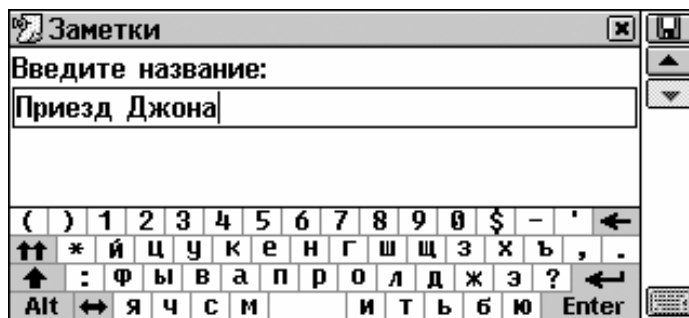 Заметки
Введите название:
Приезд Джона
( ) 1 2 3 4 5 6 7 8 9 0 $ - '
* й ц у к е н г ш щ з х ъ , .
: ф ы в а п р о л д ж э ?
Alt я ч с м и т ь б ю Enter